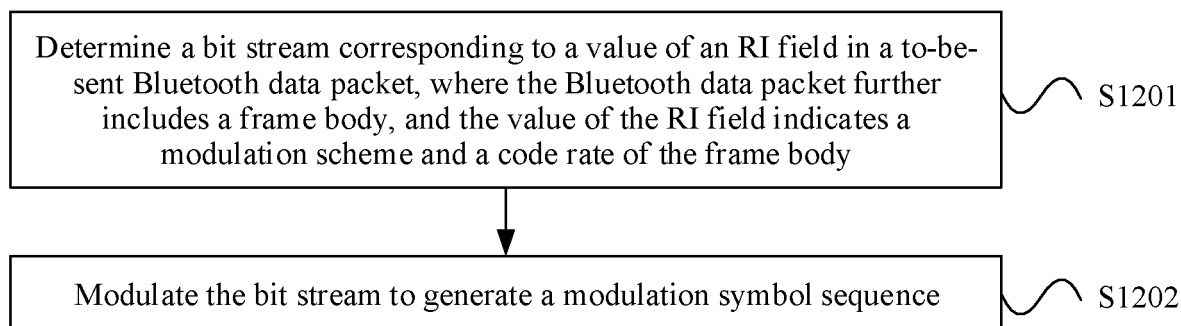 Determine a bit stream corresponding to a value of an RI field in a to-be-
sent Bluetooth data packet, where the Bluetooth data packet further
includes a frame body, and the value of the RI field indicates a
modulation scheme and a code rate of the frame body
S1201
Modulate the bit stream to generate a modulation symbol sequence
S1202